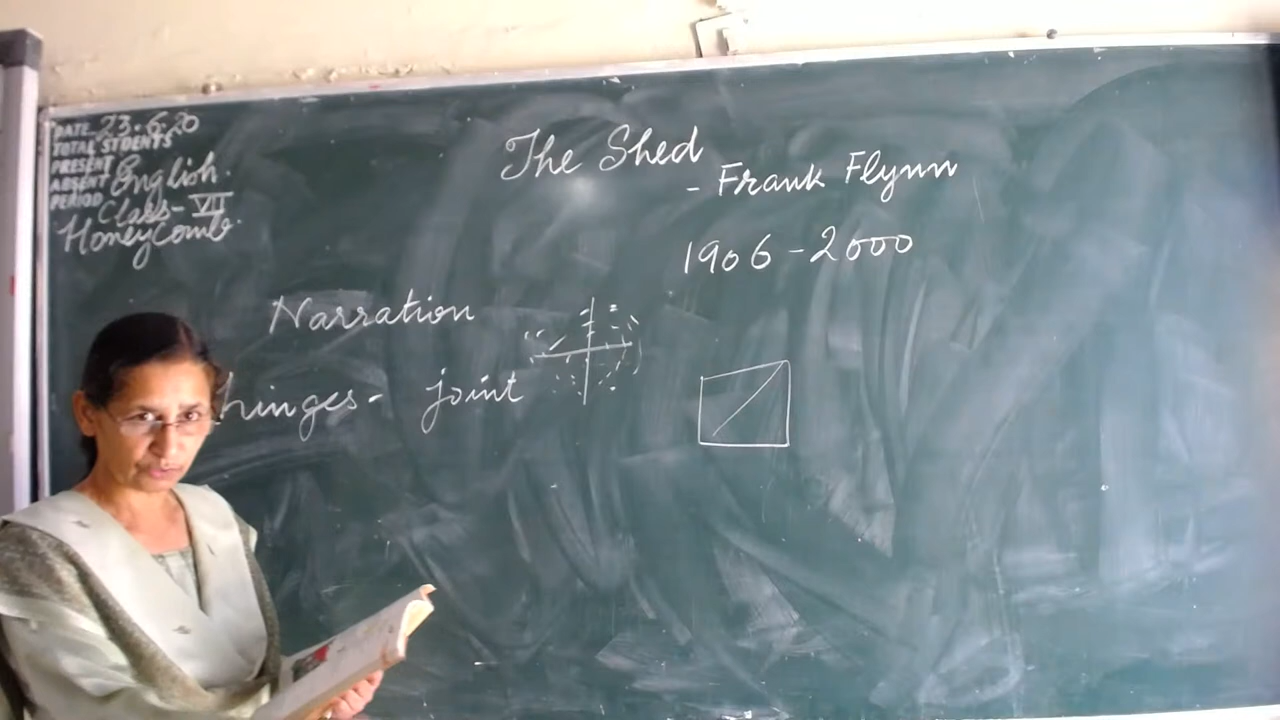 DATE 23.6.20
TOTAL STDENTS
PRESENT
ABSENT English.
PERIOD Class-VII
Honeycomb.
The Shed
- Frank Flynn
1906-2000
Narration
hinges- joint